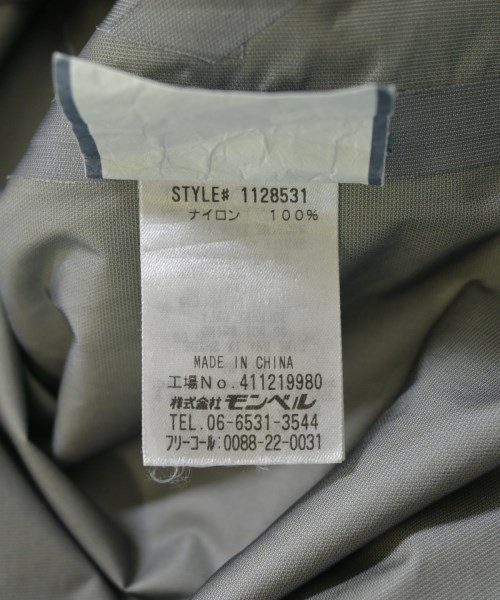 STYLE# 1128531
ナイロン 100%
MADE IN CHINA
工場No.411219980
株式会社 モンベル
TEL.06-6531-3544
フリーコール:0088-22-0031